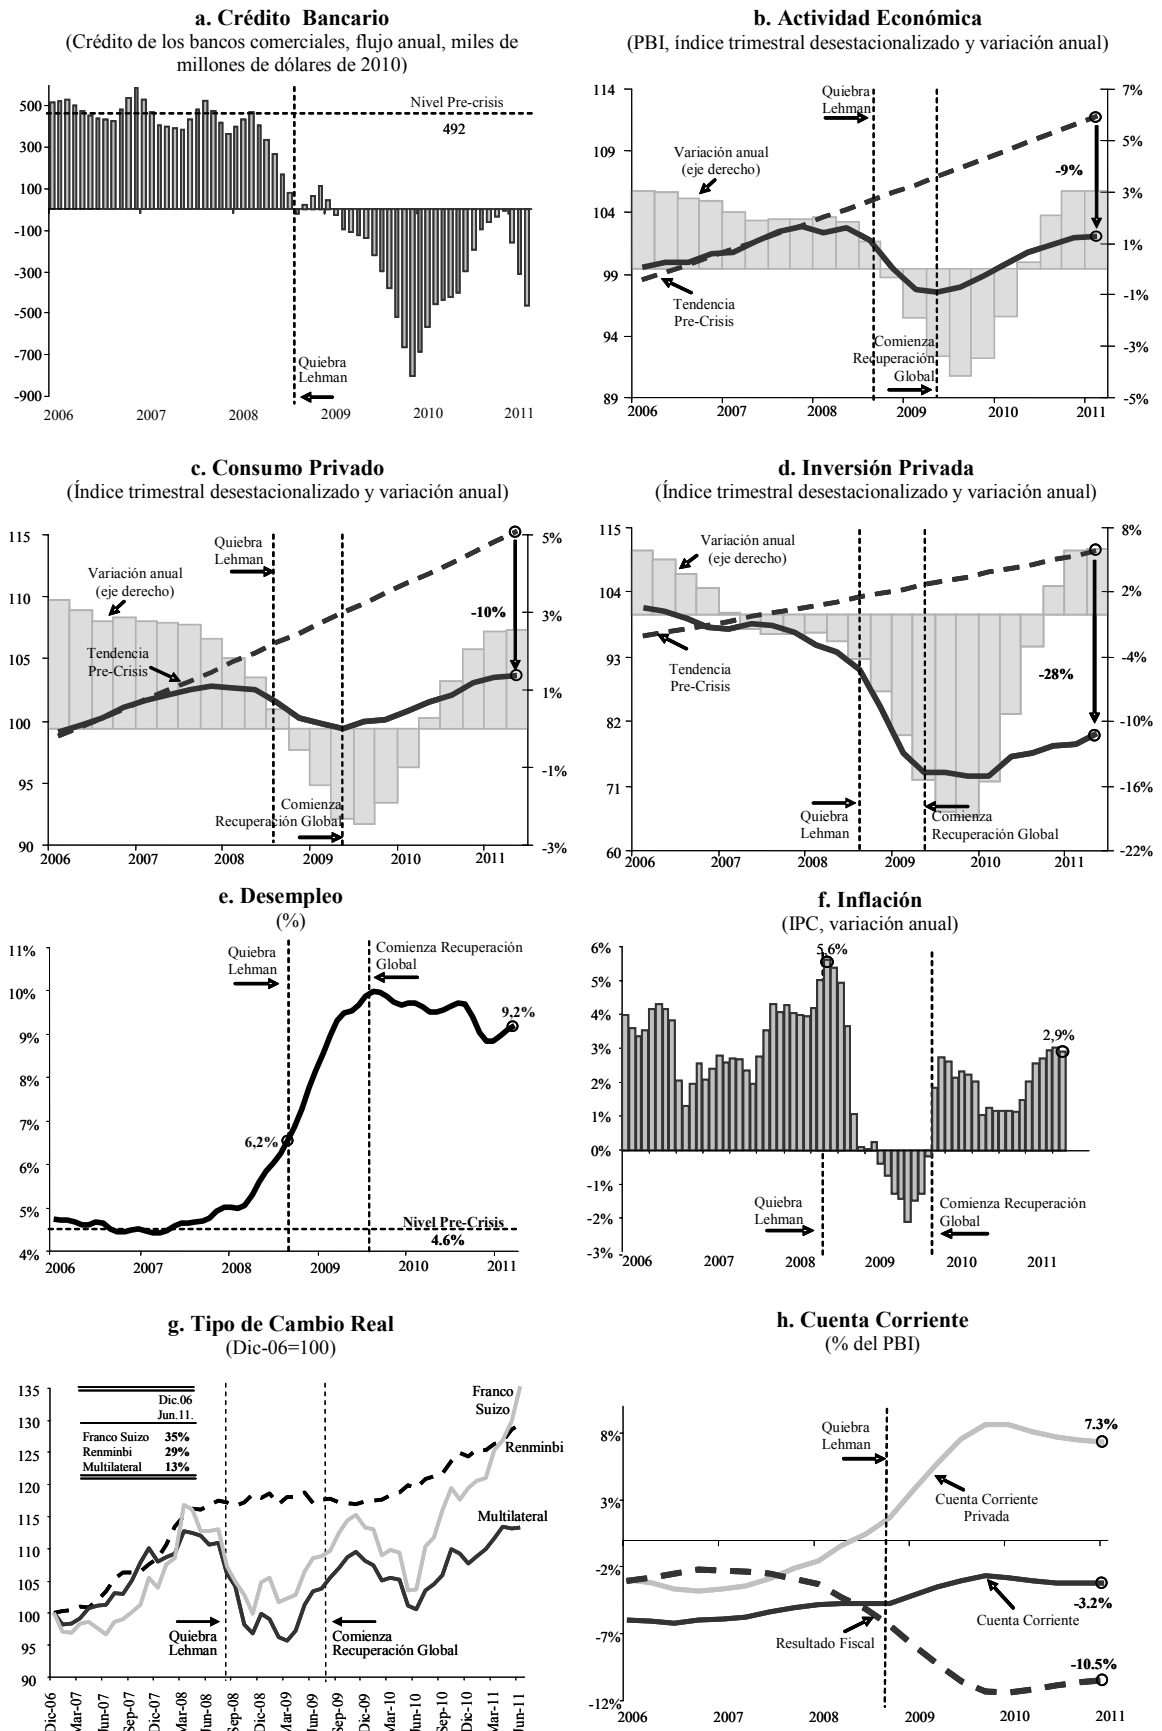 a. Crédito Bancario
(Crédito de los bancos comerciales, flujo anual, miles de
millones de dólares de 2010)
500
300
100
-100
-300
-500
-700
-900
Nivel Pre-crisis
492
Quiebra
Lehman
2006 2007 2008 2009 2010 2011
b. Actividad Económica
(PBI, índice trimestral desestacionalizado y variación anual)
114
109
104
99
94
89
7%
5%
3%
1%
-1%
-3%
-5%
Quiebra
Lehman
Variación anual
(eje derecho)
-9%
Tendencia
Pre-Crisis
Comienza
Recuperación
Global
2006 2007 2008 2009 2010 2011
c. Consumo Privado
(Índice trimestral desestacionalizado y variación anual)
115
110
105
100
95
90
5%
3%
1%
-1%
-3%
Quiebra
Lehman
Variación anual
(eje derecho)
-10%
Tendencia
Pre-Crisis
Comienza
Recuperación Global
2006 2007 2008 2009 2010 2011
d. Inversión Privada
(Índice trimestral desestacionalizado y variación anual)
115
104
93
82
71
60
8%
2%
-4%
-10%
-16%
-22%
Variación anual
(eje derecho)
Tendencia
Pre-Crisis
-28%
Quiebra
Lehman
Comienza
Recuperación Global
2006 2007 2008 2009 2010 2011
e. Desempleo
(%)
11%
10%
9%
8%
7%
6%
5%
4%
Quiebra
Lehman
Comienza Recuperación
Global
9,2%
6,2%
Nivel Pre-Crisis
4.6%
2006 2007 2008 2009 2010 2011
f. Inflación
(IPC, variación anual)
6%
5%
4%
3%
2%
1%
0%
-1%
-2%
-3%
5,6%
2,9%
Quiebra
Lehman
Comienza Recuperación
Global
2006 2007 2008 2009 2010 2011
g. Tipo de Cambio Real
(Dic-06=100)
135
130
125
120
115
110
105
100
95
90
Dic.06
Jun.11.
Franco Suizo 35%
Renminbi 29%
Multilateral 13%
Franco
Suizo
Renminbi
Multilateral
Quiebra
Lehman
Comienza
Recuperación Global
Dic-06 Mar-07 Jun-07 Sep-07 Dic-07 Mar-08 Jun-08 Sep-08 Dic-08 Mar-09 Jun-09 Sep-09 Dic-09 Mar-10 Jun-10 Sep-10 Dic-10 Mar-11 Jun-11
h. Cuenta Corriente
(% del PBI)
8%
3%
-2%
-7%
-12%
Quiebra
Lehman
7.3%
Cuenta Corriente
Privada
-3.2%
Cuenta Corriente
Resultado Fiscal
-10.5%
2006 2007 2008 2009 2010 2011